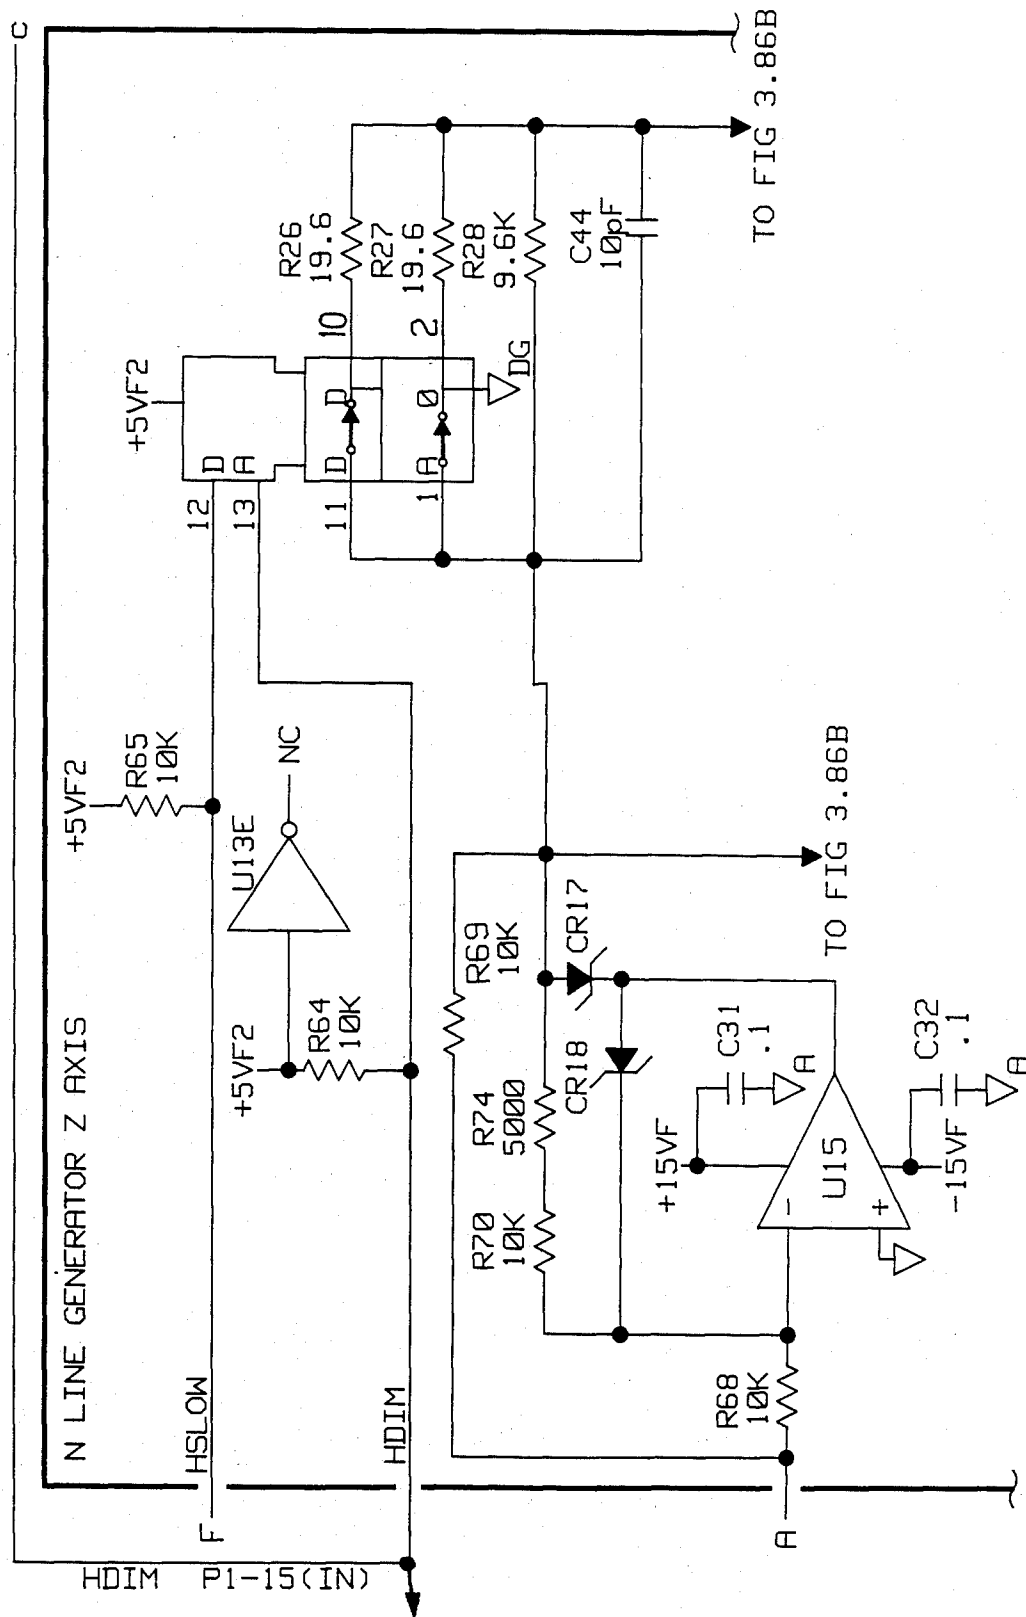 C
N LINE GENERATOR Z AXIS
HDIM P1-15(IN)
F
HSLOW
HDIM
+5VF2
R65
10K
U13E
NC
+5VF2
R64
10K
+5VF2
12 D
13 A
11 D D 10
1 A 0 2
DG
R26
19.6
R27
19.6
R28
9.6K
C44
10pF
TO FIG 3.86B
R69
10K
R70
10K
R74
5000
CR17
CR18
TO FIG 3.86B
A
R68
10K
-
+
U15
+15VF
C31
.1
A
-15VF
C32
.1
A